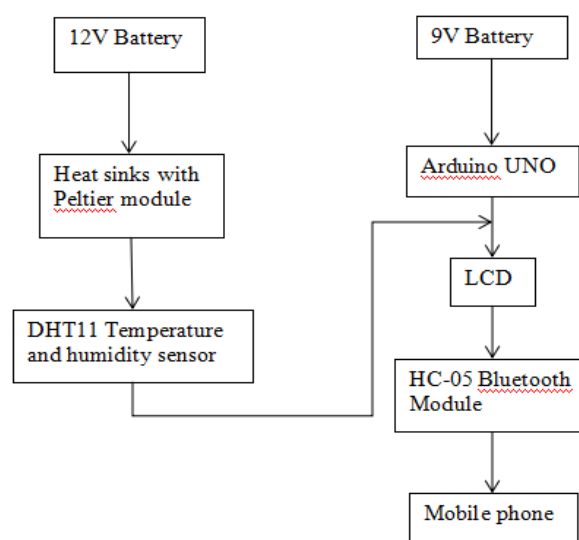 12V Battery
9V Battery
Heat sinks with
Peltier module
Arduino UNO
LCD
DHT11 Temperature
and humidity sensor
HC-05 Bluetooth
Module
Mobile phone